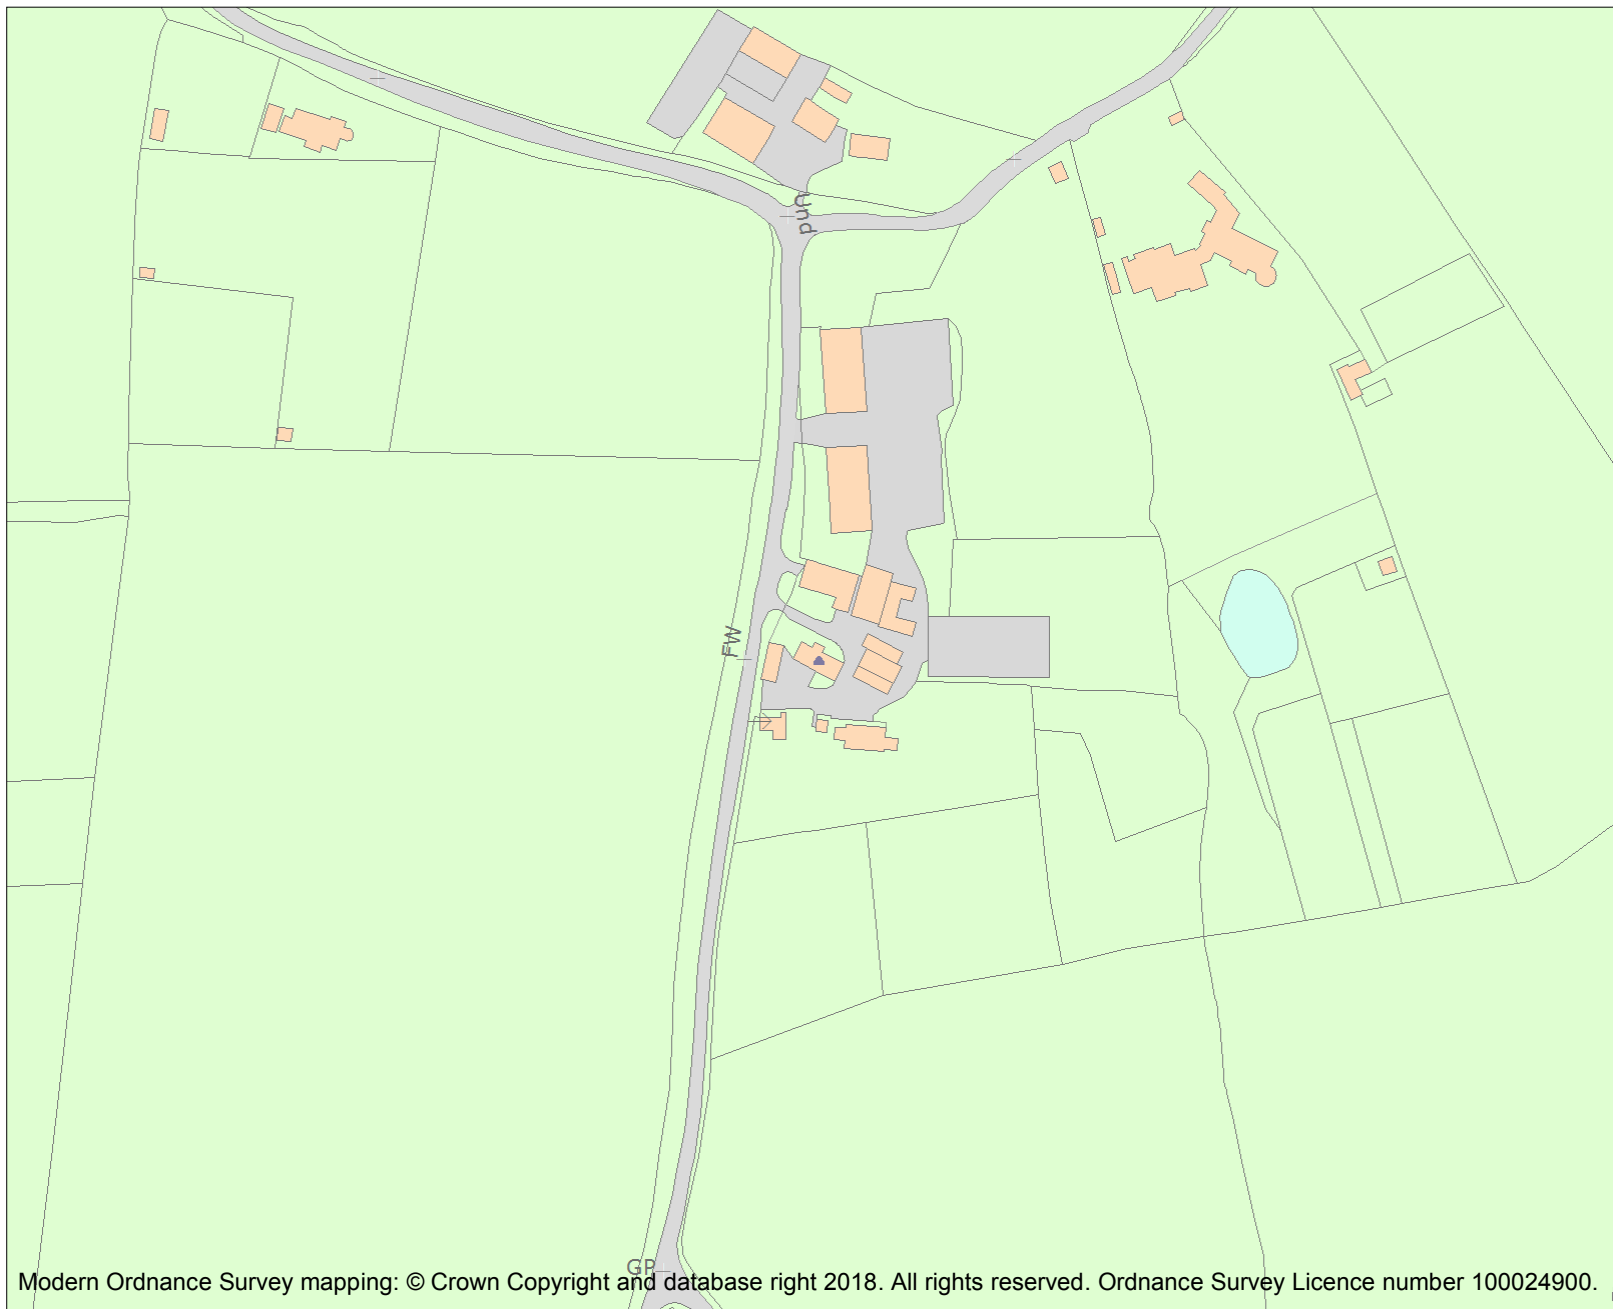 Und
FW
GP
Modern Ordnance Survey mapping: © Crown Copyright and database right 2018. All rights reserved. Ordnance Survey Licence number 100024900.